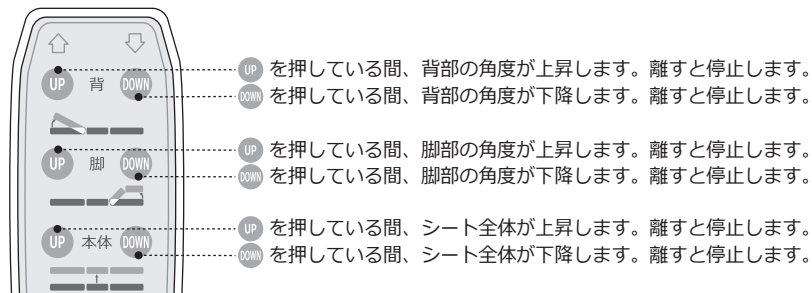 UP 背 DOWN
UP を押している間、背部の角度が上昇します。離すと停止します。
DOWN を押している間、背部の角度が下降します。離すと停止します。
UP 脚 DOWN
UP を押している間、脚部の角度が上昇します。離すと停止します。
DOWN を押している間、脚部の角度が下降します。離すと停止します。
UP 本体 DOWN
UP を押している間、シート全体が上昇します。離すと停止します。
DOWN を押している間、シート全体が下降します。離すと停止します。